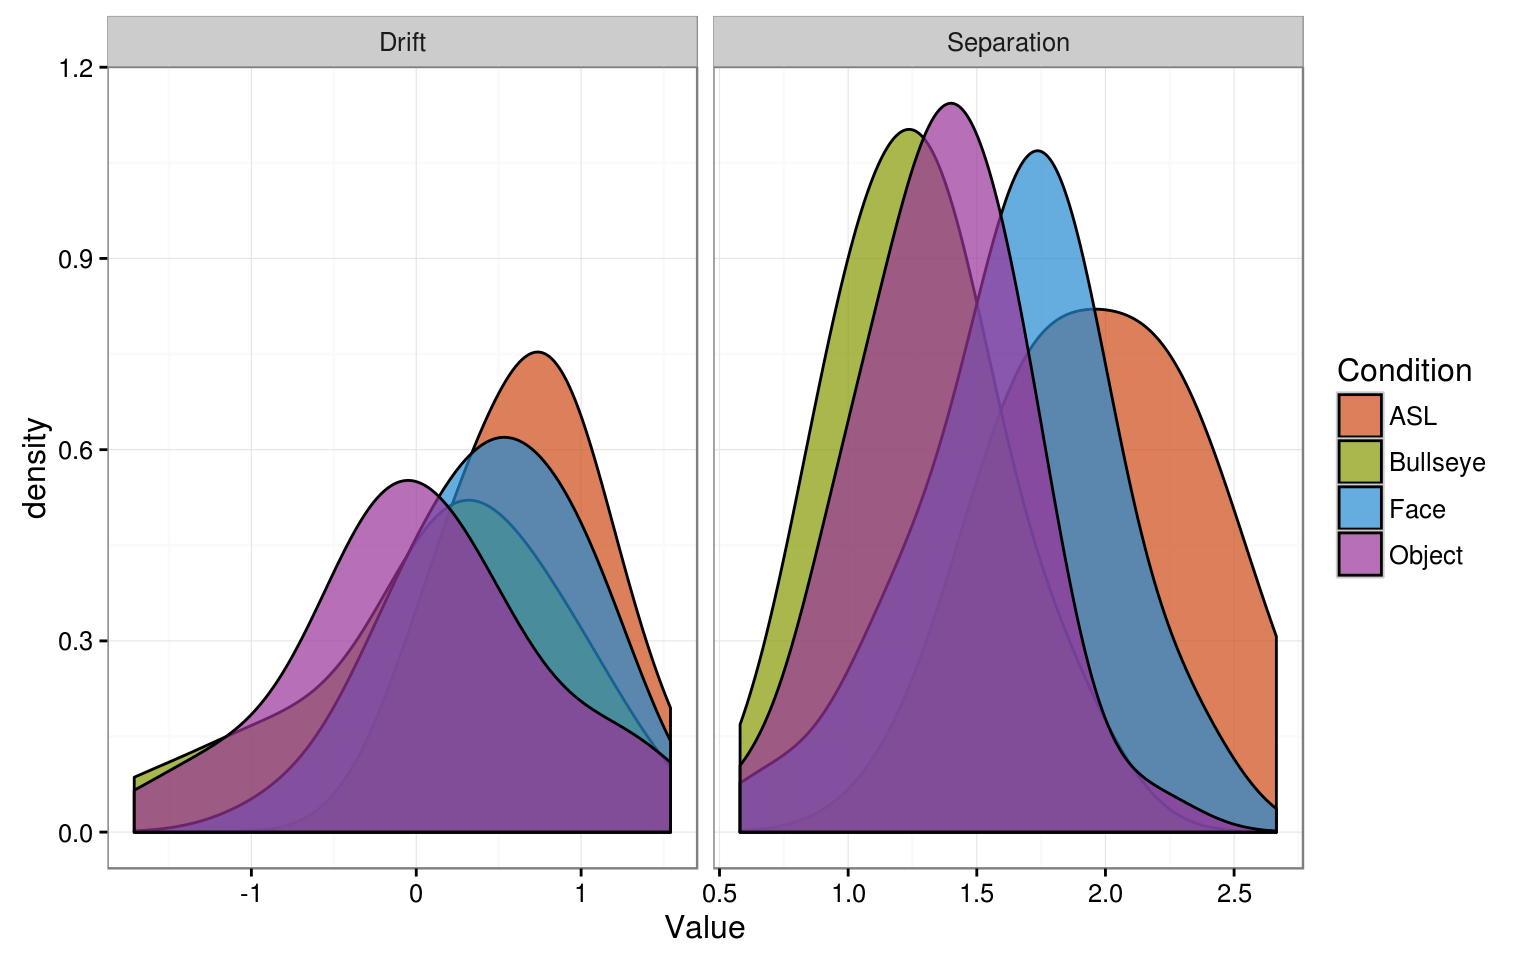 Drift
Separation
density
1.2
0.9
0.6
0.3
0.0
-1 0 1
0.5 1.0 1.5 2.0 2.5
Value
Condition
ASL
Bullseye
Face
Object